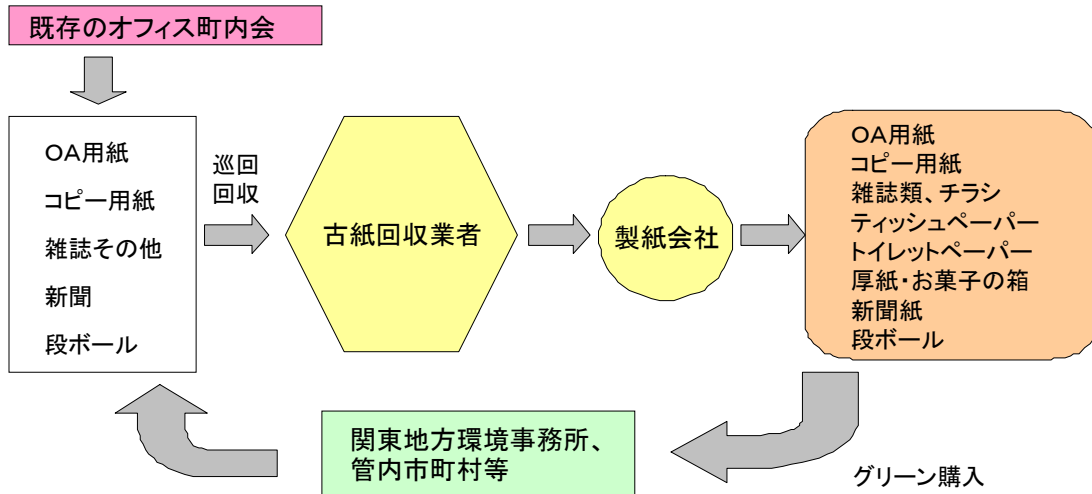 既存のオフィス町内会
OA用紙
コピー用紙
雑誌その他
新聞
段ボール
巡回
回収
古紙回収業者
製紙会社
OA用紙
コピー用紙
雑誌類、チラシ
ティッシュペーパー
トイレットペーパー
厚紙・お菓子の箱
新聞紙
段ボール
関東地方環境事務所、
管内市町村等
グリーン購入